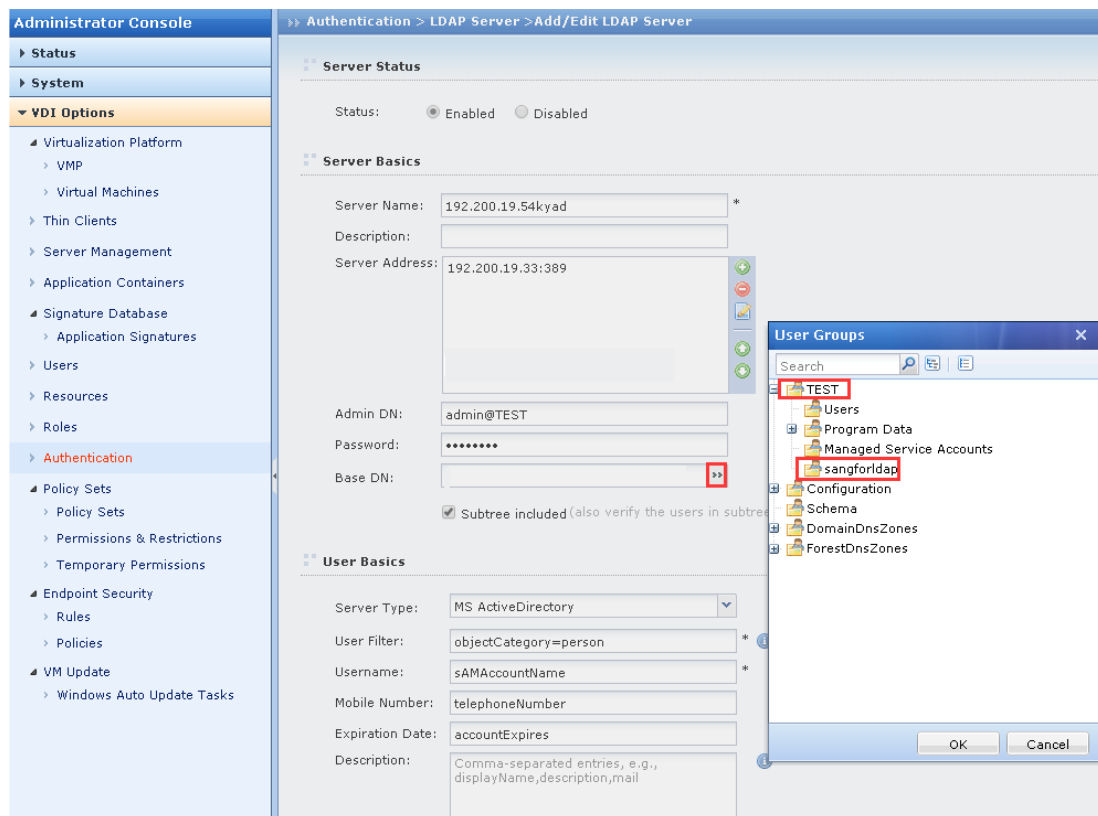 Administrator Console
Status
System
VDI Options
Virtualization Platform
VMP
Virtual Machines
Thin Clients
Server Management
Application Containers
Signature Database
Application Signatures
Users
Resources
Roles
Authentication
Policy Sets
Policy Sets
Permissions & Restrictions
Temporary Permissions
Endpoint Security
Rules
Policies
VM Update
Windows Auto Update Tasks
Authentication > LDAP Server >Add/Edit LDAP Server
Server Status
Status: Enabled Disabled
Server Basics
Server Name: 192.200.19.54kyad *
Description:
Server Address: 192.200.19.33:389
Admin DN: admin@TEST
Password: ••••••••
Base DN:
Subtree included (also verify the users in subtree
User Basics
Server Type: MS ActiveDirectory
User Filter: objectCategory=person *
Username: sAMAccountName *
Mobile Number: telephoneNumber
Expiration Date: accountExpires
Description: Comma-separated entries, e.g.,
displayName,description,mail
User Groups
Search
TEST
Users
Program Data
Managed Service Accounts
sangforldap
Configuration
Schema
DomainDnsZones
ForestDnsZones
OK Cancel